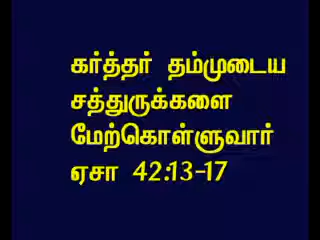 கர்த்தர் தம்முடைய
சத்துருக்களை
மேற்கொள்ளுவார்
ஏசா 42:13-17